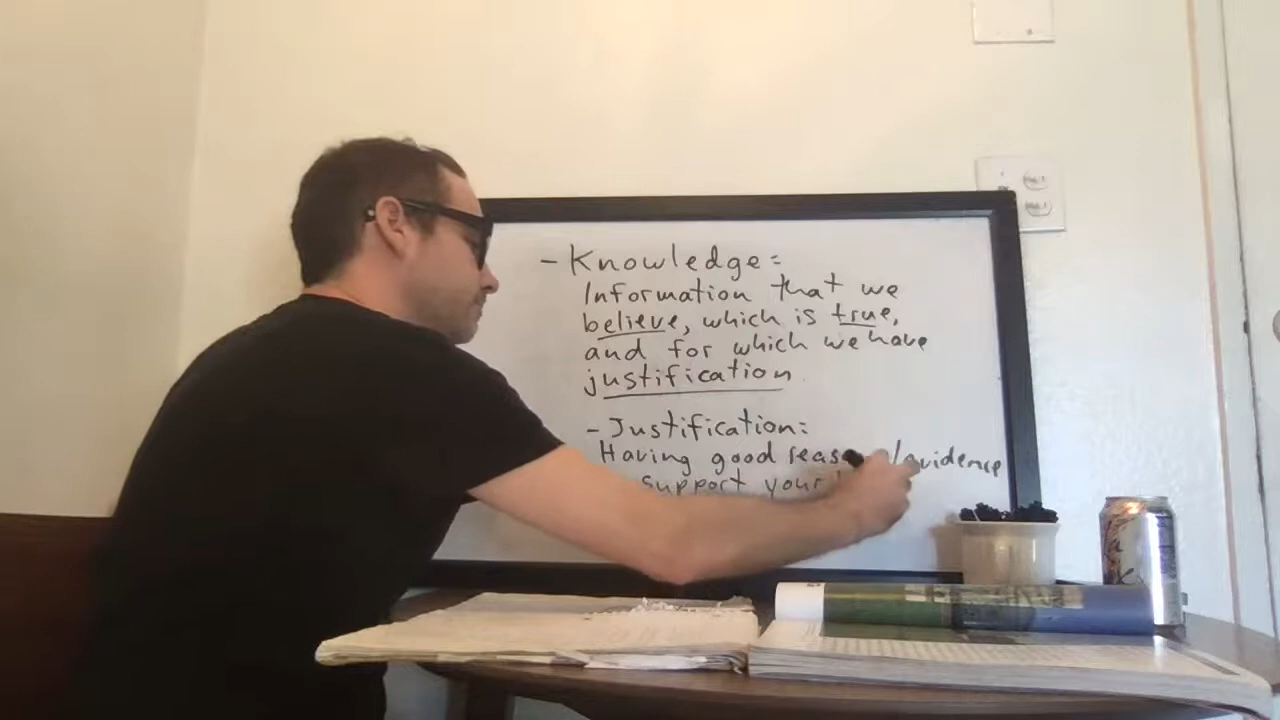 - Knowledge:
Information that we
believe, which is true,
and for which we have
justification
- Justification:
Having good /evidence
support your